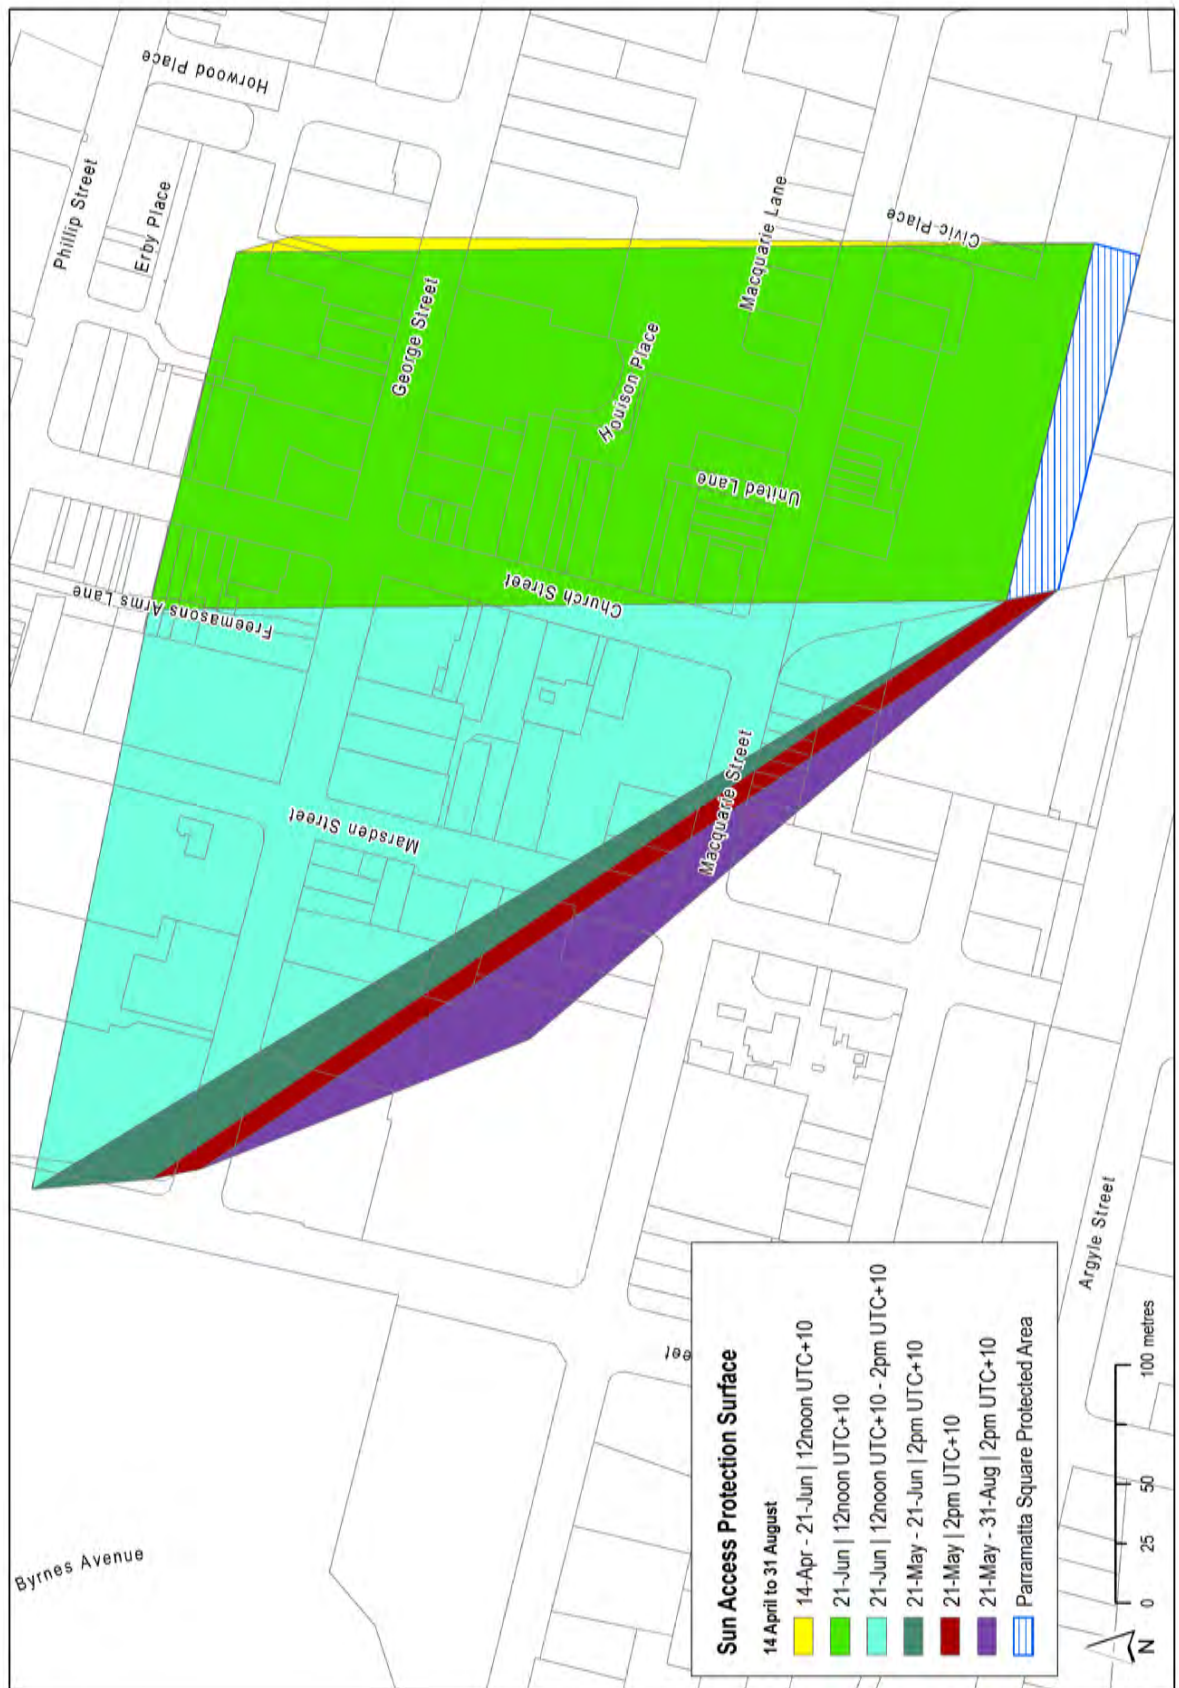 Phillip Street
Horwood Place
Erby Place
Freemasons Arms Lane
George Street
Church Street
Marsden Street
Houison Place
United Lane
Macquarie Lane
Civic Place
Macquarie Street
Argyle Street
eet
Byrnes Avenue
Sun Access Protection Surface
14 April to 31 August
14-Apr - 21-Jun | 12noon UTC+10
21-Jun | 12noon UTC+10
21-Jun | 12noon UTC+10 - 2pm UTC+10
21-May - 21-Jun | 2pm UTC+10
21-May | 2pm UTC+10
21-May - 31-Aug | 2pm UTC+10
Parramatta Square Protected Area
0 25 50 100 metres
N